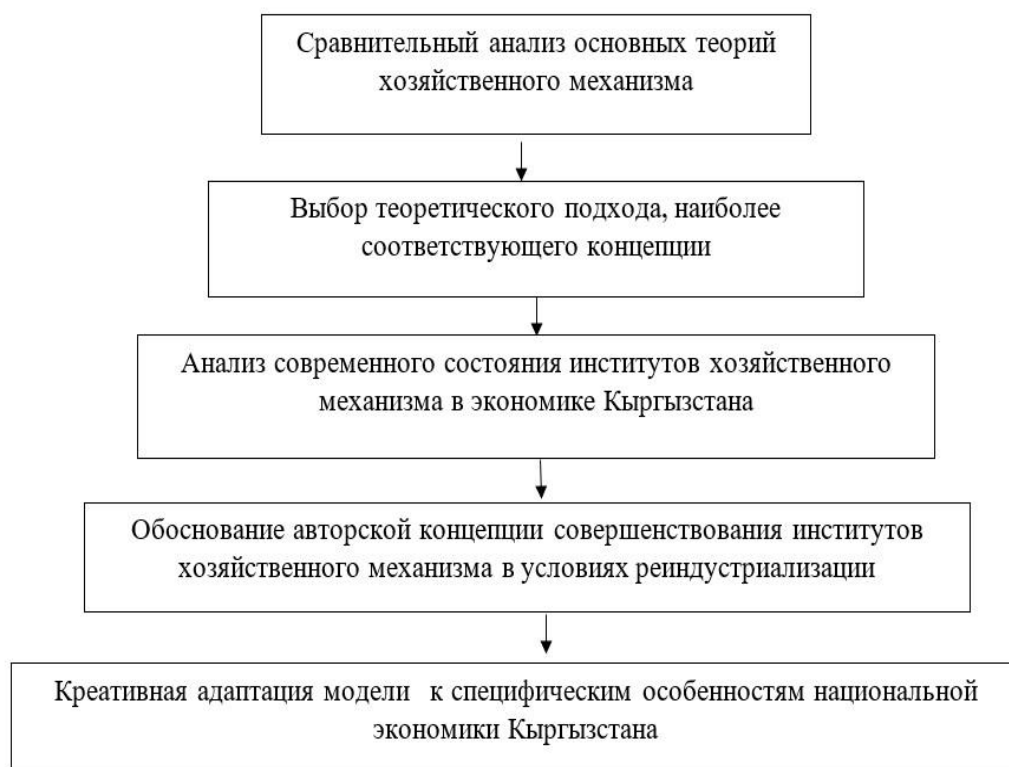 Сравнительный анализ основных теорий
хозяйственного механизма
Выбор теоретического подхода, наиболее
соответствующего концепции
Анализ современного состояния институтов хозяйственного
механизма в экономике Кыргызстана
Обоснование авторской концепции совершенствования институтов
хозяйственного механизма в условиях реиндустриализации
Креативная адаптация модели к специфическим особенностям национальной
экономики Кыргызстана